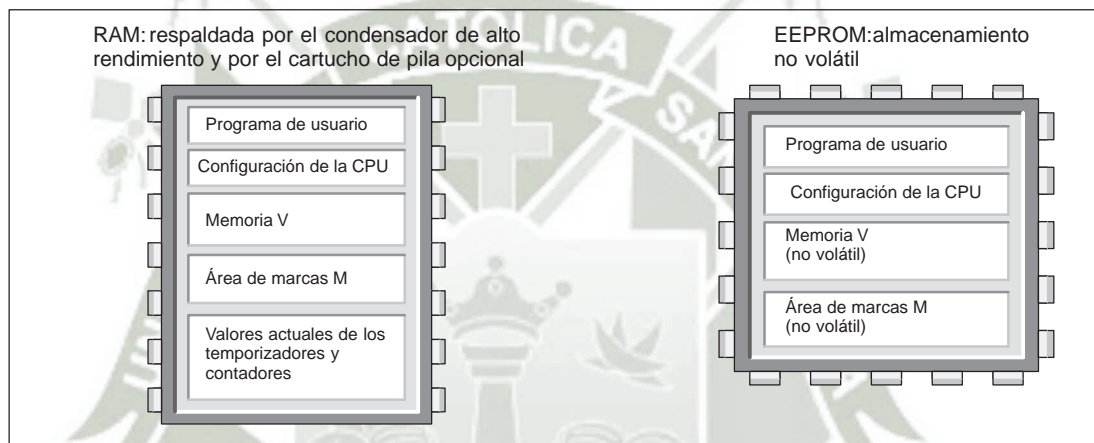 RAM: respaldada por el condensador de alto
rendimiento y por el cartucho de pila opcional
Programa de usuario
Configuración de la CPU
Memoria V
Área de marcas M
Valores actuales de los
temporizadores y
contadores
EEPROM:almacenamiento
no volátil
Programa de usuario
Configuración de la CPU
Memoria V
(no volátil)
Área de marcas M
(no volátil)
CATOLICA